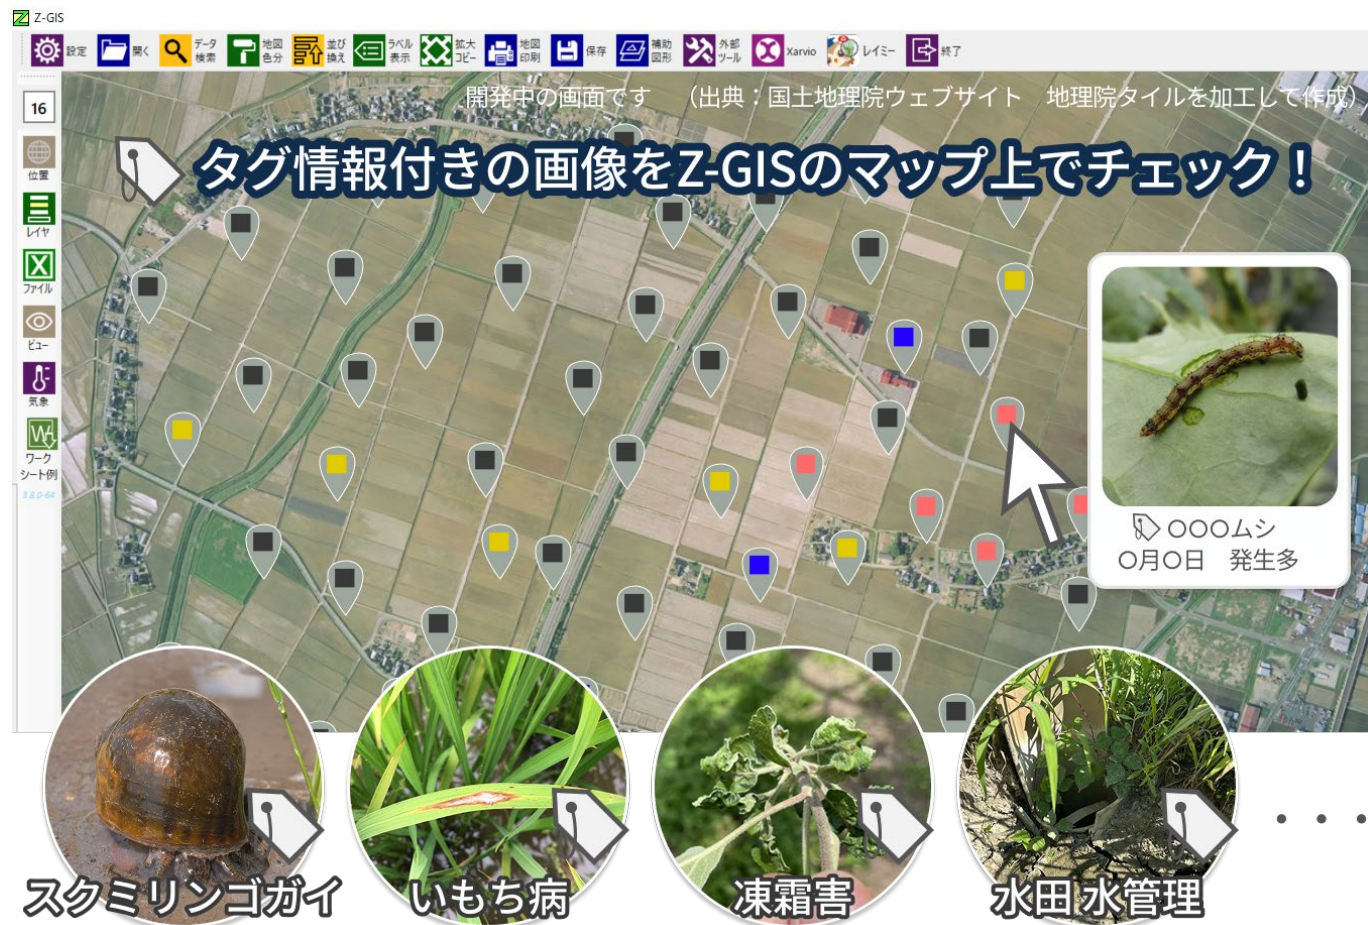 Z-GIS
設定
開く
データ
検索
地図
色分
並び
換え
ラベル
表示
拡大
コピー
地図
印刷
保存
補助
図形
外部
ツール
Xarvio
レイミー
終了
16
位置
レイヤ
ファイル
ビュー
気象
ワーク
シート例
開発中の画面です （出典：国土地理院ウェブサイト 地理院タイルを加工して作成）
タグ情報付きの画像をZ-GISのマップ上でチェック！
○○○ムシ
○月○日 発生多
スクミリンゴガイ
いもち病
凍霜害
水田 水管理
・・・